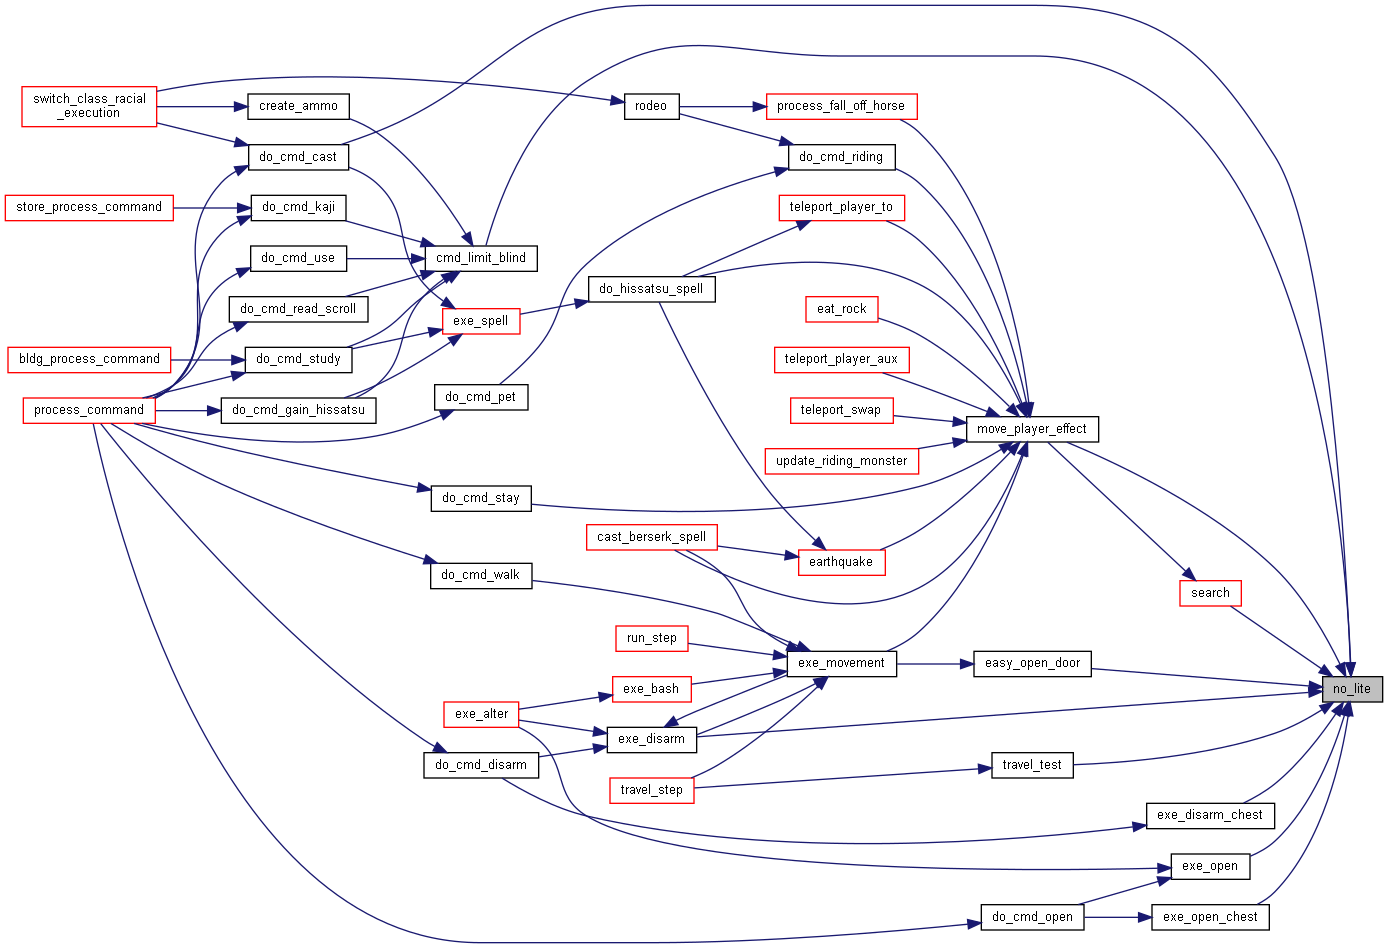 switch_class_racial
_execution
create_ammo
rodeo
process_fall_off_horse
do_cmd_cast
do_cmd_riding
store_process_command
do_cmd_kaji
teleport_player_to
do_cmd_use
cmd_limit_blind
do_hissatsu_spell
do_cmd_read_scroll
exe_spell
eat_rock
bldg_process_command
do_cmd_study
teleport_player_aux
process_command
do_cmd_gain_hissatsu
do_cmd_pet
teleport_swap
move_player_effect
update_riding_monster
do_cmd_stay
cast_berserk_spell
earthquake
do_cmd_walk
search
run_step
exe_movement
easy_open_door
exe_bash
no_lite
exe_alter
exe_disarm
do_cmd_disarm
travel_test
travel_step
exe_disarm_chest
exe_open
do_cmd_open
exe_open_chest